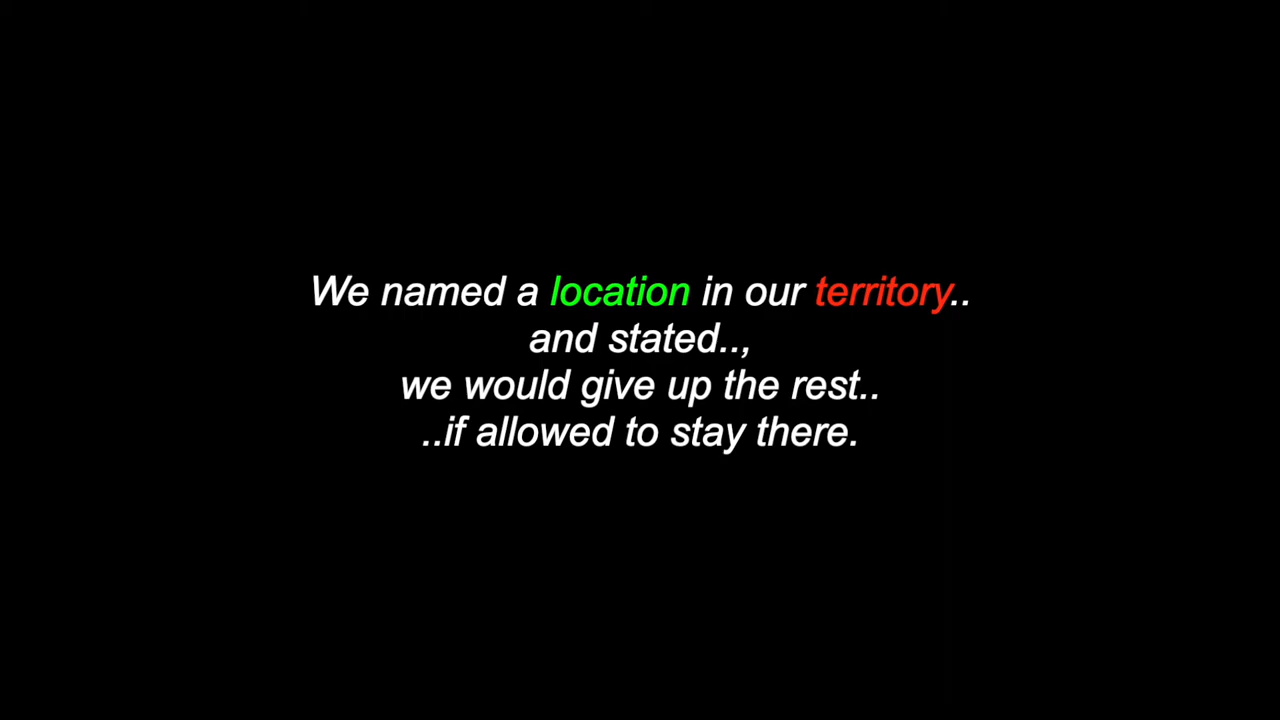 We named a location in our territory..
and stated..,
we would give up the rest..
..if allowed to stay there.